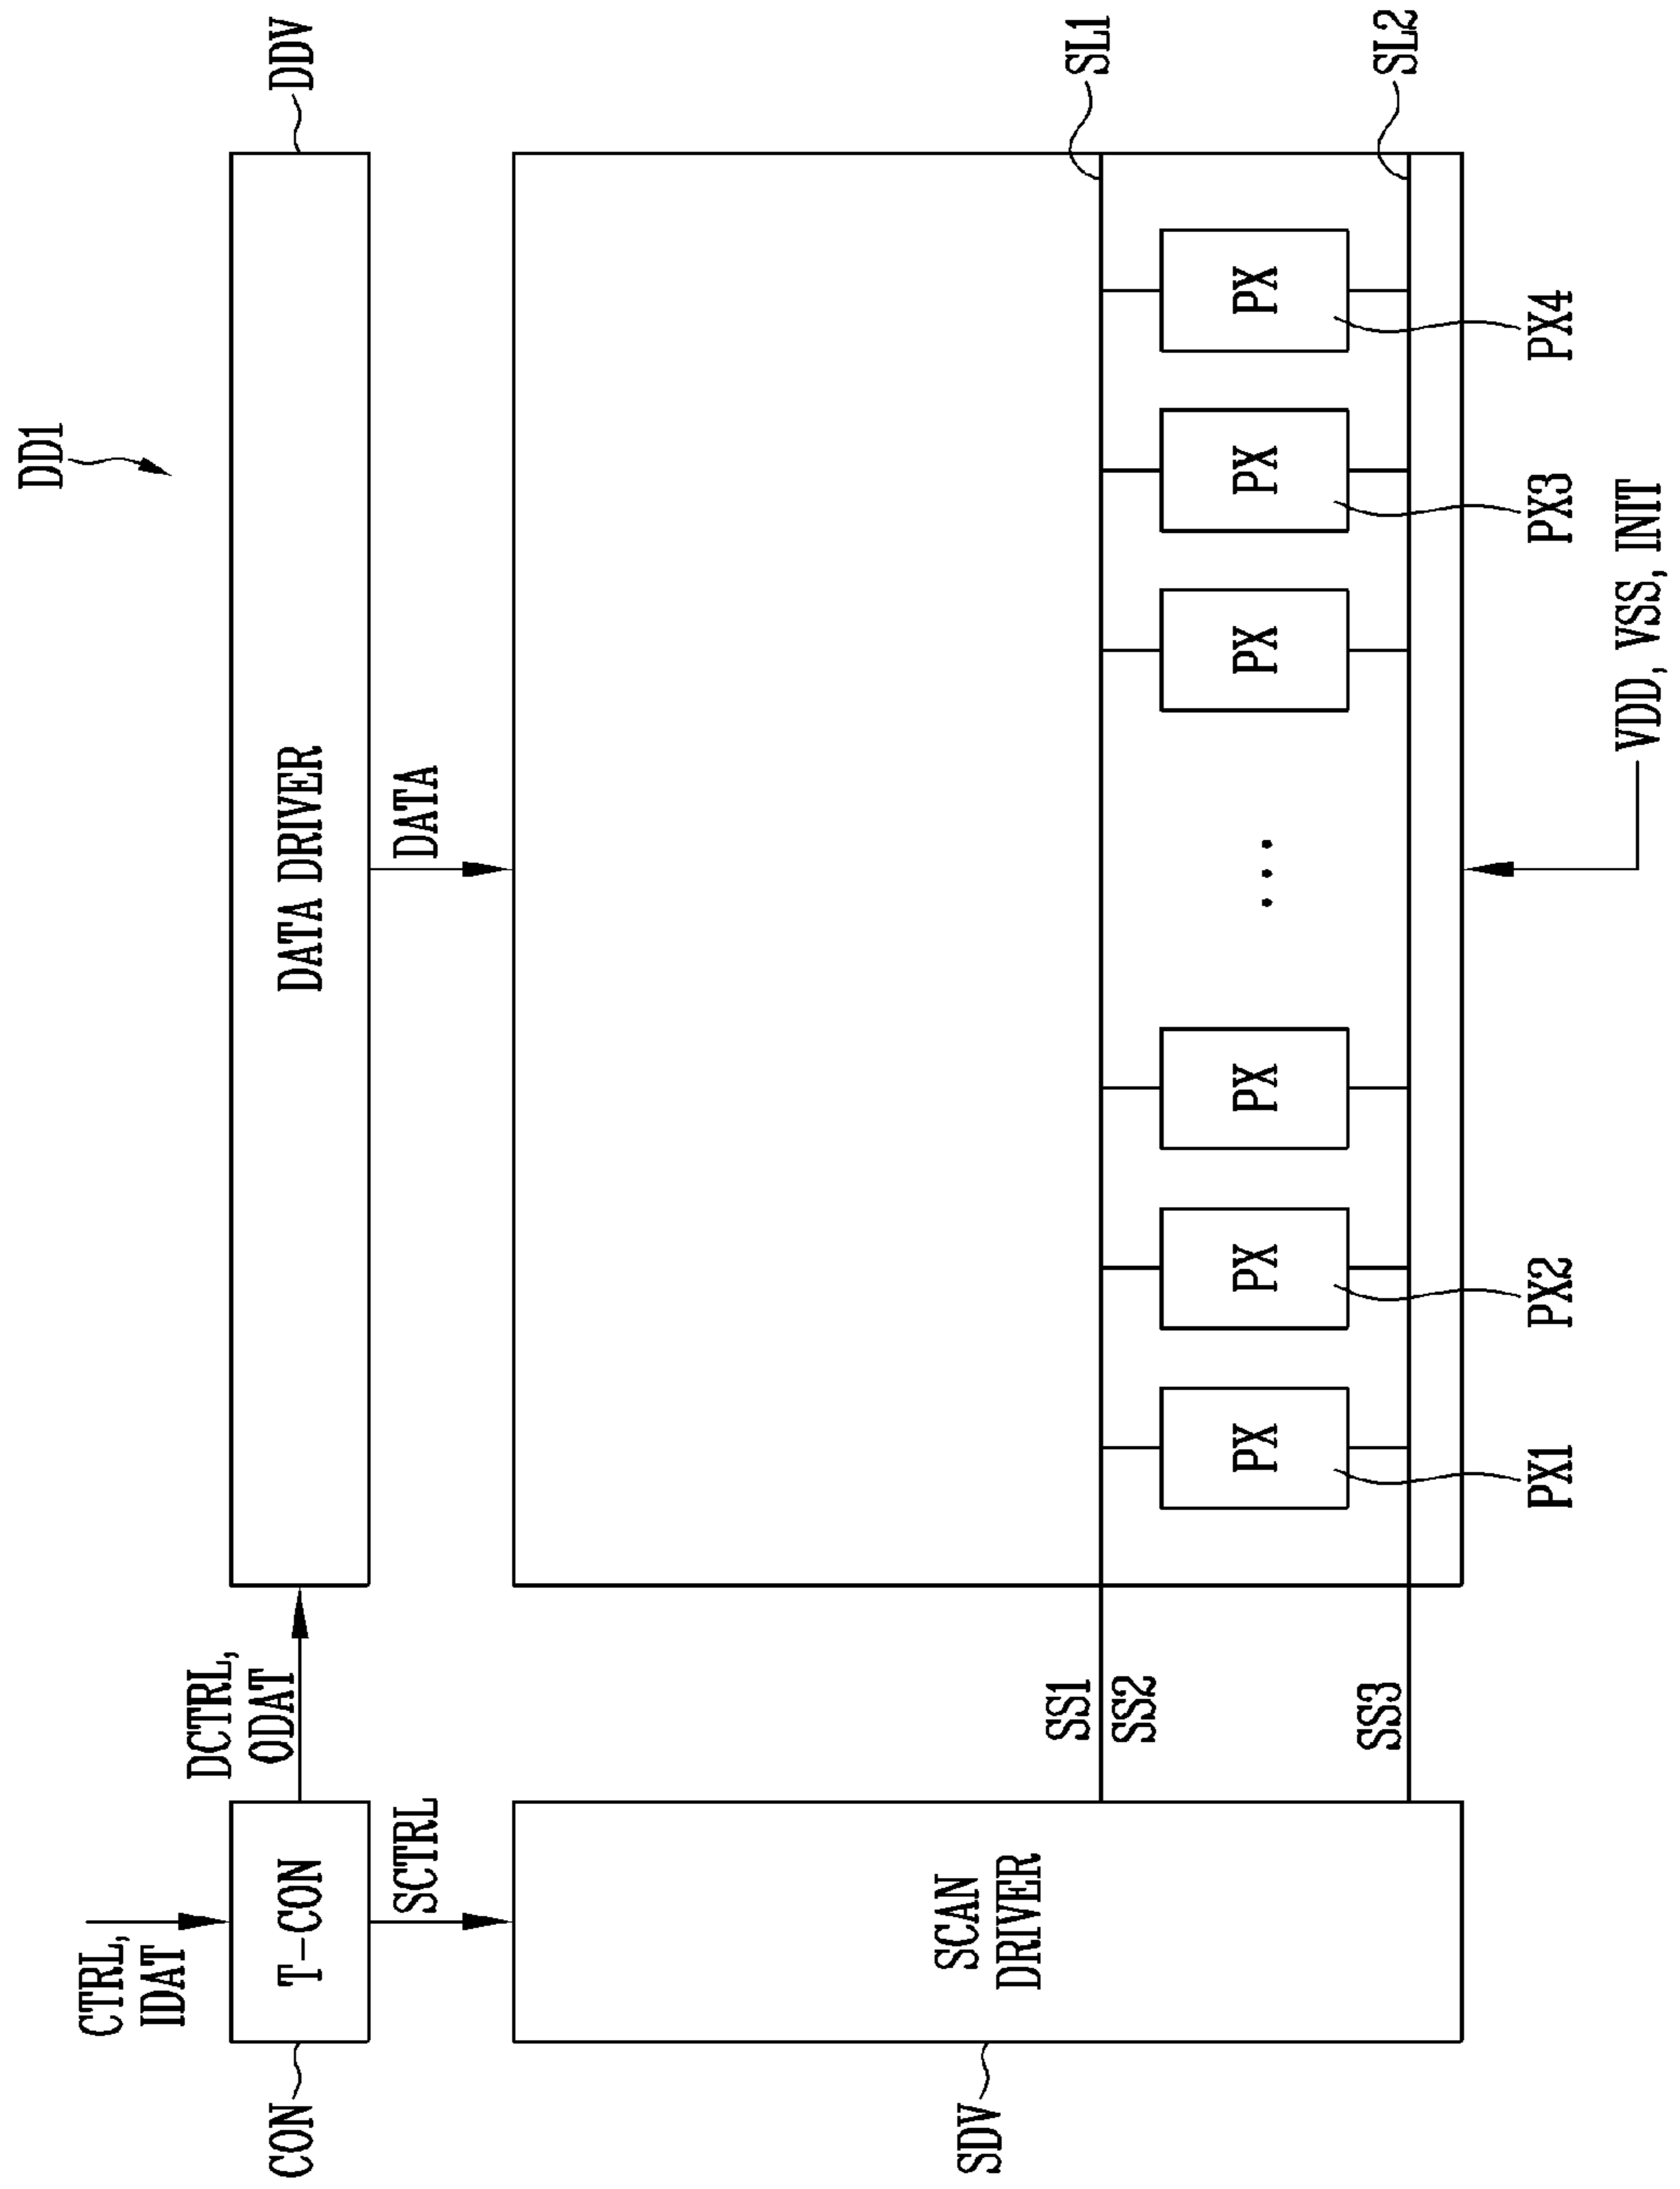 DD1
CTRL,
IDAT
CON
T-CON
DCTRL,
ODAT
DATA DRIVER
DDV
SCTRL
DATA
SCAN
DRIVER
SDV
SS1
SS2
SS3
SL1
SL2
PX
PX
PX
...
PX
PX
PX
PX1
PX2
PX3
PX4
VDD, VSS, INIT